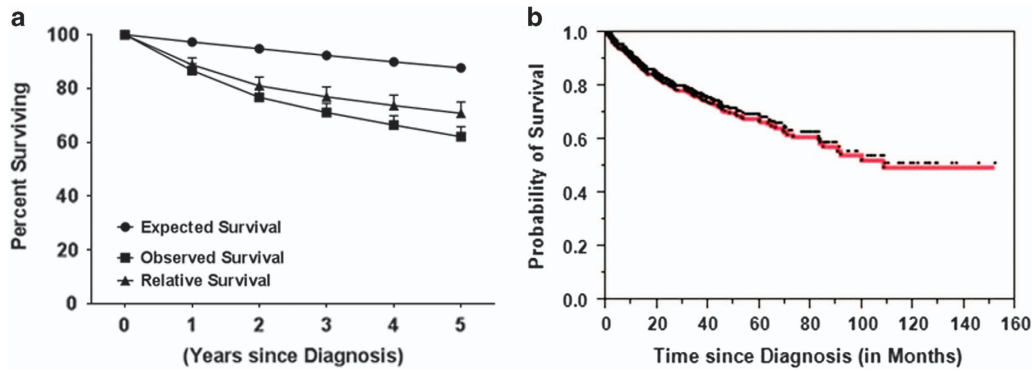 a
100
80
60
40
20
0
Percent Surviving
Expected Survival
Observed Survival
Relative Survival
0 1 2 3 4 5
(Years since Diagnosis)
b
1.0
0.8
0.6
0.4
0.2
0.0
Probability of Survival
0 20 40 60 80 100 120 140 160
Time since Diagnosis (in Months)